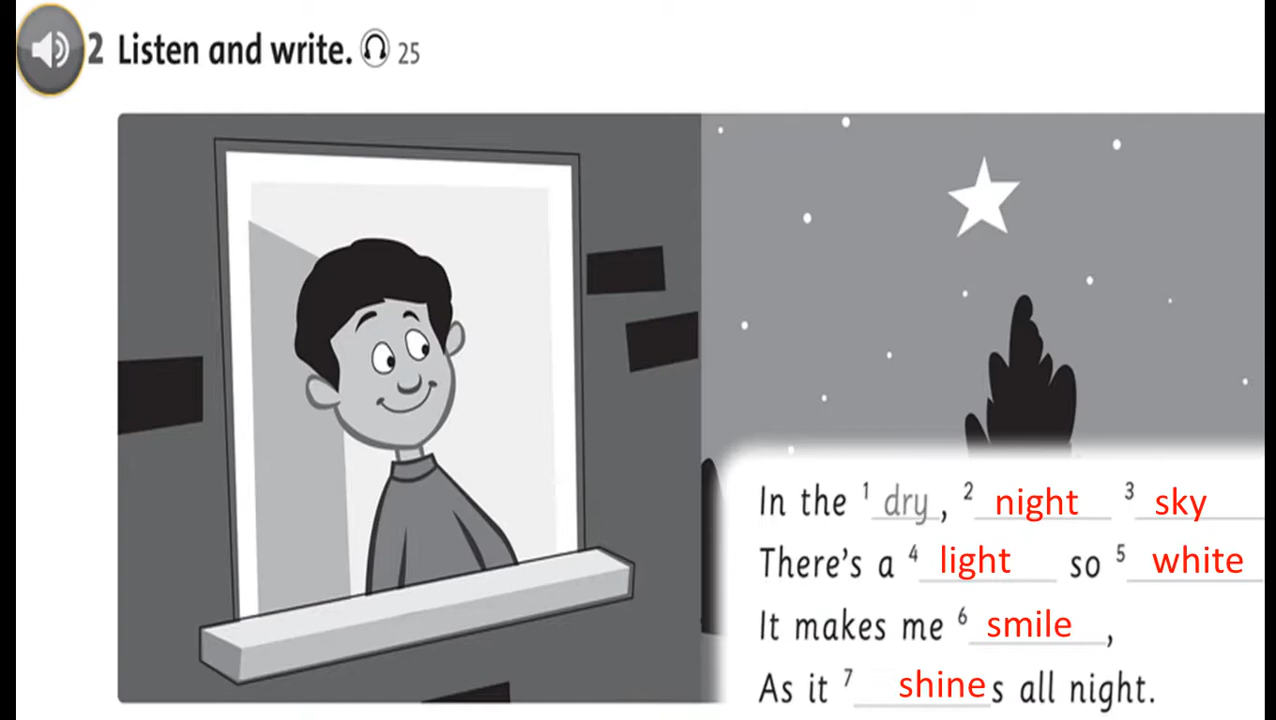 2 Listen and write. 25
In the 1 dry, 2 night 3 sky
There's a 4 light so 5 white
It makes me 6 smile,
As it 7 shines all night.